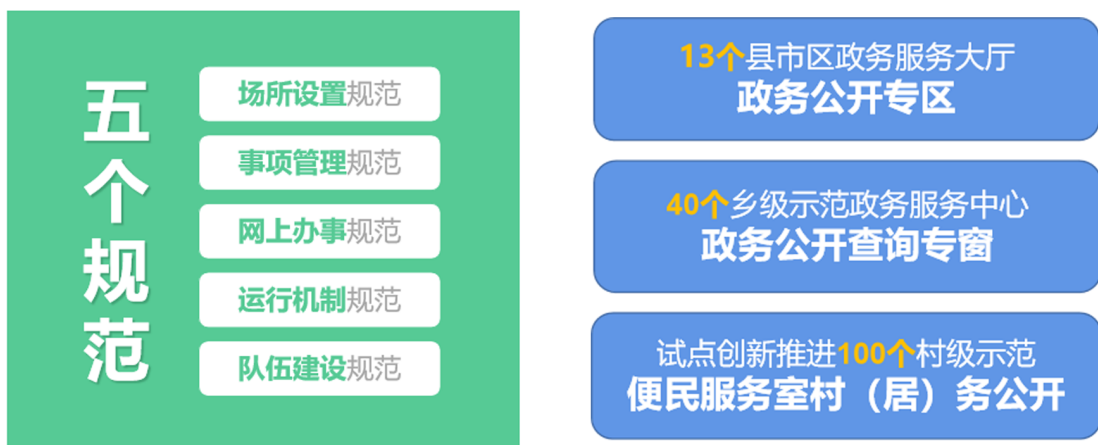 五个规范
场所设置规范
事项管理规范
网上办事规范
运行机制规范
队伍建设规范
13个县市区政务服务大厅
政务公开专区
40个乡级示范政务服务中心
政务公开查询专窗
试点创新推进100个村级示范
便民服务室村（居）务公开